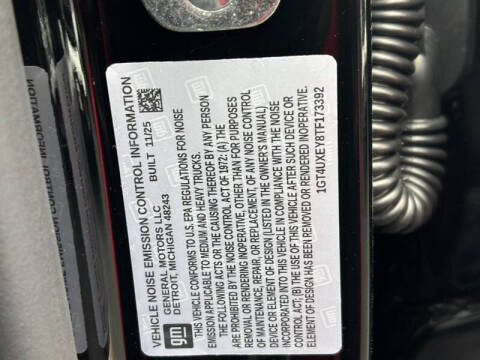 VEHICLE NOISE EMISSION CONTROL INFORMATION
GENERAL MOTORS LLC BUILT 11/25
DETROIT, MICHIGAN 48243
gm
THIS VEHICLE CONFORMS TO U.S. EPA REGULATIONS FOR NOISE
EMISSION APPLICABLE TO MEDIUM AND HEAVY TRUCKS.
THE FOLLOWING ACTS OR THE CAUSING THEREOF BY ANY PERSON
ARE PROHIBITED BY THE NOISE CONTROL ACT OF 1972: (A) THE
REMOVAL OR RENDERING INOPERATIVE, OTHER THAN FOR PURPOSES
OF MAINTENANCE, REPAIR, OR REPLACEMENT, OF ANY NOISE CONTROL
DEVICE OR ELEMENT OF DESIGN (LISTED IN THE OWNER'S MANUAL)
INCORPORATED INTO THIS VEHICLE IN COMPLIANCE WITH THE NOISE
CONTROL ACT; (B) THE USE OF THIS VEHICLE AFTER SUCH DEVICE OR
ELEMENT OF DESIGN HAS BEEN REMOVED OR RENDERED INOPERATIVE.
1GT4UXEY8TF173392